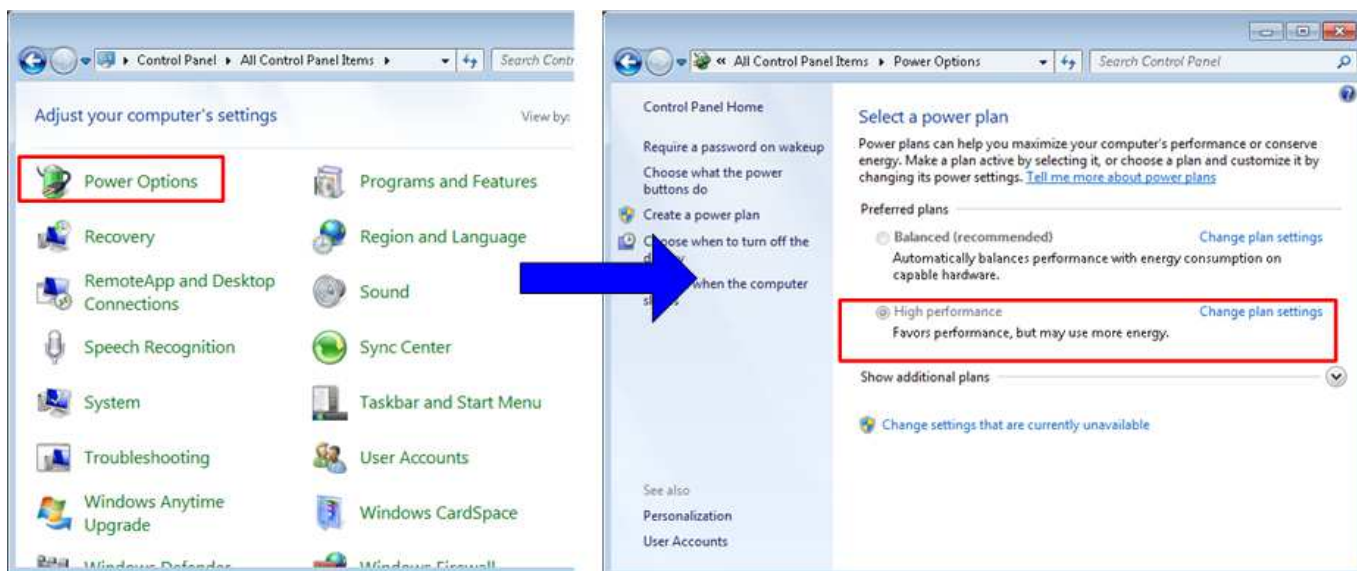 Control Panel ▸ All Control Panel Items ▸
Search Contr
Adjust your computer's settings
View by:
Power Options
Programs and Features
Recovery
Region and Language
RemoteApp and Desktop
Connections
Sound
Speech Recognition
Sync Center
System
Taskbar and Start Menu
Troubleshooting
User Accounts
Windows Anytime
Upgrade
Windows CardSpace
Windows Defender
Windows Firewall
« All Control Panel Items ▸ Power Options
Search Control Panel
Control Panel Home
Require a password on wakeup
Choose what the power
buttons do
Create a power plan
Choose when to turn off the
when the computer
Select a power plan
Power plans can help you maximize your computer's performance or conserve
energy. Make a plan active by selecting it, or choose a plan and customize it by
changing its power settings. Tell me more about power plans
Preferred plans
Balanced (recommended)
Change plan settings
Automatically balances performance with energy consumption on
capable hardware.
High performance
Change plan settings
Favors performance, but may use more energy.
Show additional plans
Change settings that are currently unavailable
See also
Personalization
User Accounts